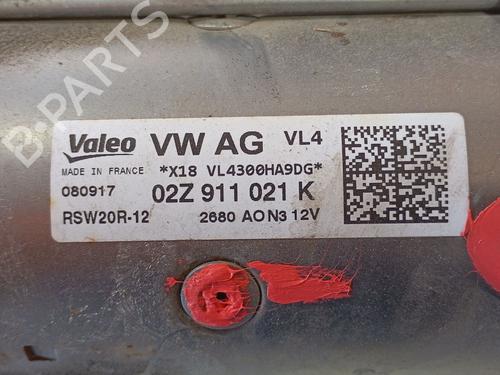 Valeo VW AG VL4
MADE IN FRANCE *X18 VL4300HA9DG*
080917 02Z 911 021 K
RSW20R-12 2680 AON3 12V
B-PARTS